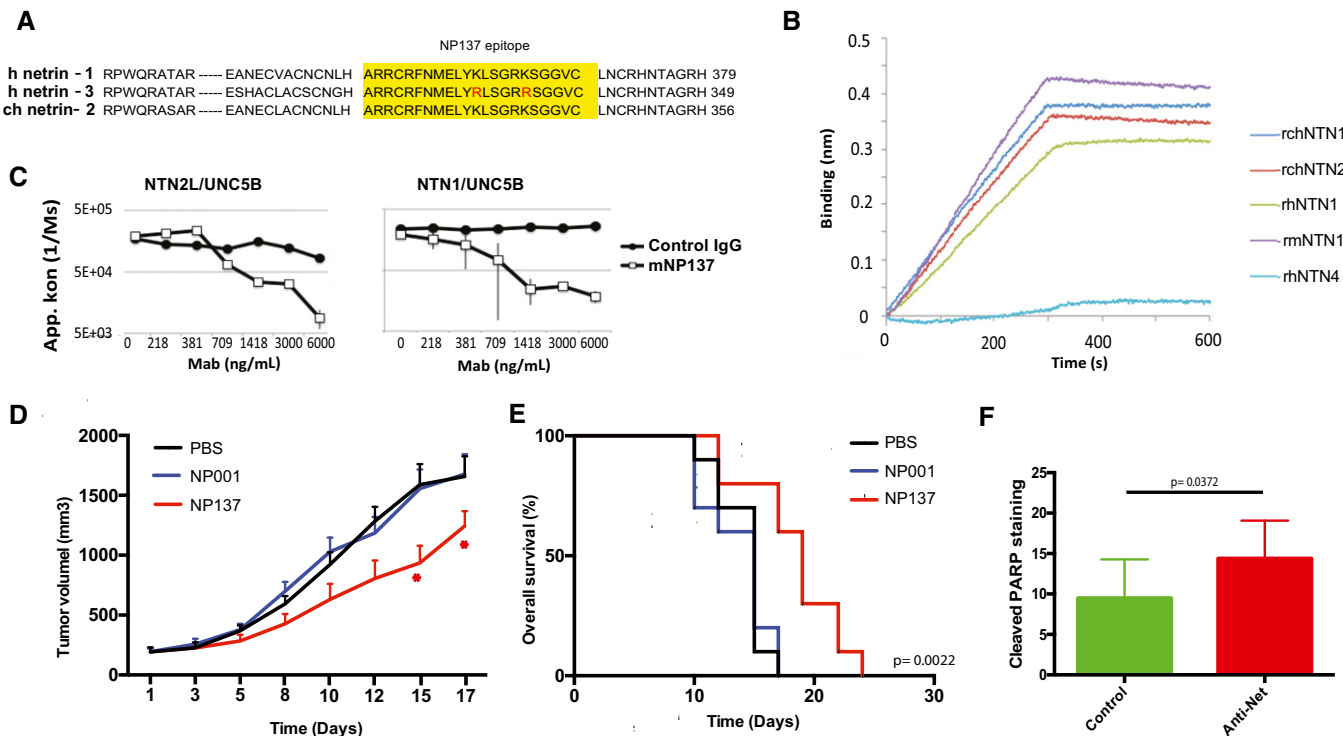 A
NP137 epitope
h netrin - 1 RPWQRATAR ----- EANECVACNCNLH ARRCRFNMELYKLSGRKSGGVC LNCRHNTAGRH 379
h netrin - 3 RPWQRATAR ----- ESHACLACSCNGH ARRCRFNMELYRLSGRRSGGVC LNCRHNTAGRH 349
ch netrin- 2 RPWQRASAR ----- EANECLACNCNLH ARRCRFNMELYKLSGRKSGGVC LNCRHNTAGRH 356
B
Binding (nm)
0.5
0.4
0.3
0.2
0.1
0
0
200
400
600
Time (s)
rchNTN1
rchNTN2
rhNTN1
rmNTN1
rhNTN4
C
NTN2L/UNC5B
NTN1/UNC5B
App. kon (1/Ms)
5E+05
5E+04
5E+03
0 218 381 709 1418 3000 6000
Mab (ng/mL)
0 218 381 709 1418 3000 6000
Mab (ng/mL)
Control IgG
mNP137
D
Tumor volumel (mm3)
2000
1500
1000
500
0
PBS
NP001
NP137
1 3 5 8 10 12 15 17
Time (Days)
E
Overall survival (%)
100
50
0
0 10 20 30
Time (Days)
PBS
NP001
NP137
p= 0.0022
F
Cleaved PARP staining
25
20
15
10
5
0
p= 0.0372
Control
Anti-Net